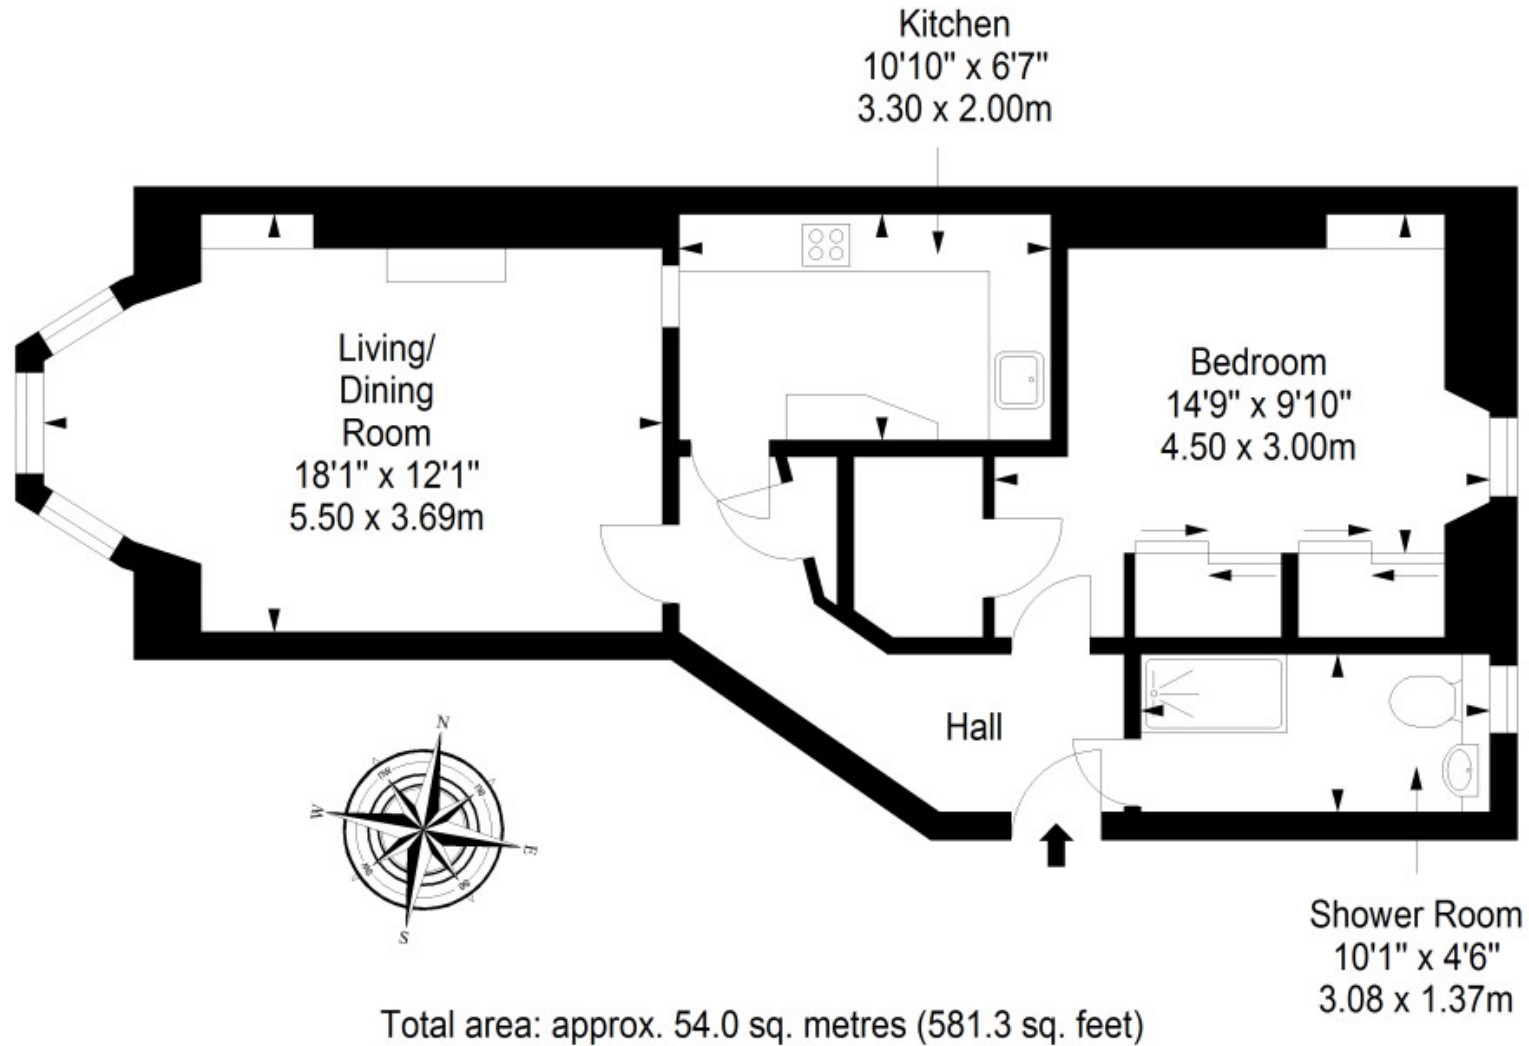 Kitchen
10'10" x 6'7"
3.30 x 2.00m
Living/
Dining
Room
18'1" x 12'1"
5.50 x 3.69m
Bedroom
14'9" x 9'10"
4.50 x 3.00m
Hall
N
W
E
S
Shower Room
10'1" x 4'6"
3.08 x 1.37m
Total area: approx. 54.0 sq. metres (581.3 sq. feet)